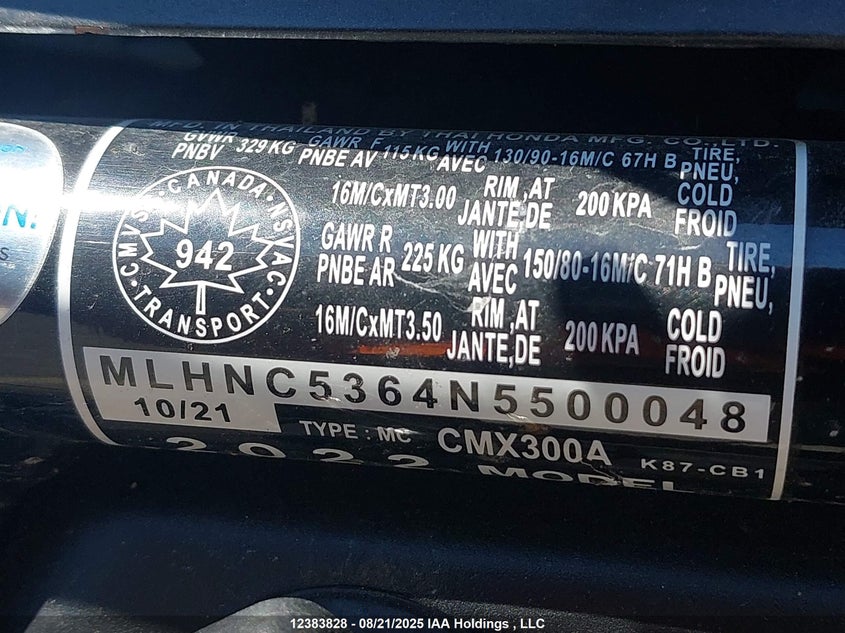 MFD. IN THAILAND BY THAI HONDA MFG. CO., LTD.
GVWR PNBV 329 KG GAWR F PNBE AV 115 KG WITH AVEC 130/90-16M/C 67H B TIRE, PNEU,
16M/CxMT3.00 RIM ,AT JANTE,DE 200 KPA COLD FROID
GAWR R PNBE AR 225 KG WITH AVEC 150/80-16M/C 71H B TIRE, PNEU,
16M/CxMT3.50 RIM ,AT JANTE,DE 200 KPA COLD FROID
CANADA
CMVSS NSVAC
942
TRANSPORT
MLHNC5364N5500048
10/21 TYPE : MC CMX300A K87-CB1
2022 MODEL
12383828 - 08/21/2025 IAA Holdings , LLC